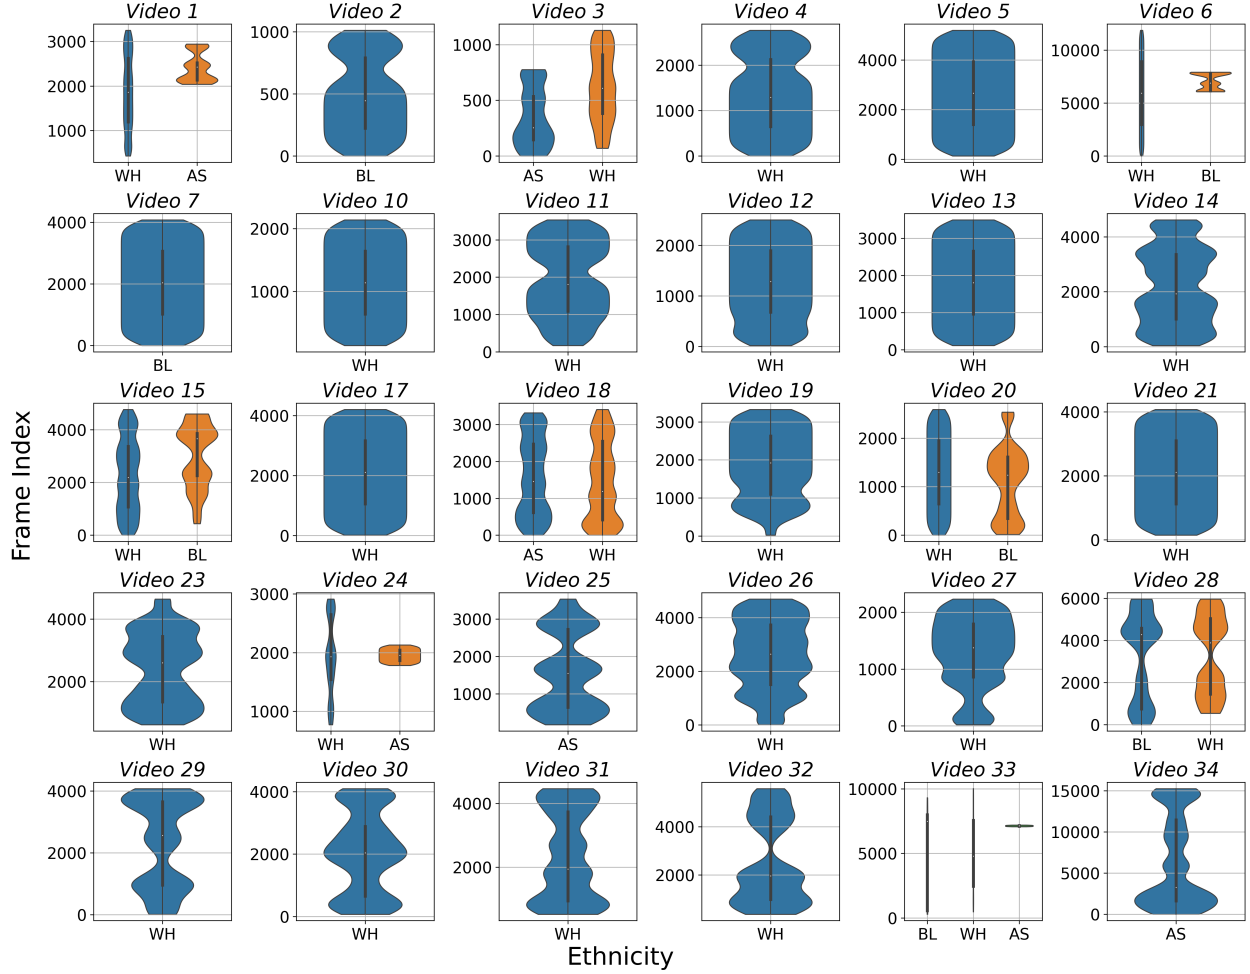 Video 1 Video 2 Video 3 Video 4 Video 5 Video 6
3000 2000 1000 WH AS
1000 500 0 BL
1000 500 0 AS WH
2000 1000 0 WH
4000 2000 0 WH
10000 5000 0 WH BL
Video 7 Video 10 Video 11 Video 12 Video 13 Video 14
4000 2000 0 BL
2000 1000 WH
3000 2000 1000 0 WH
2000 1000 0 WH
3000 2000 1000 0 WH
4000 2000 0 WH
Frame Index
Video 15 Video 17 Video 18 Video 19 Video 20 Video 21
4000 2000 0 WH BL
4000 2000 0 WH
3000 2000 1000 0 AS WH
3000 2000 1000 0 WH
2000 1000 0 WH BL
4000 2000 0 WH
Video 23 Video 24 Video 25 Video 26 Video 27 Video 28
4000 2000 WH
3000 2000 1000 WH AS
3000 2000 1000 AS
4000 2000 0 WH
2000 1000 0 WH
6000 4000 2000 0 BL WH
Video 29 Video 30 Video 31 Video 32 Video 33 Video 34
4000 2000 0 WH
4000 2000 0 WH
4000 2000 WH
4000 2000 WH
10000 5000 0 BL WH AS
15000 10000 5000 0 AS
Ethnicity